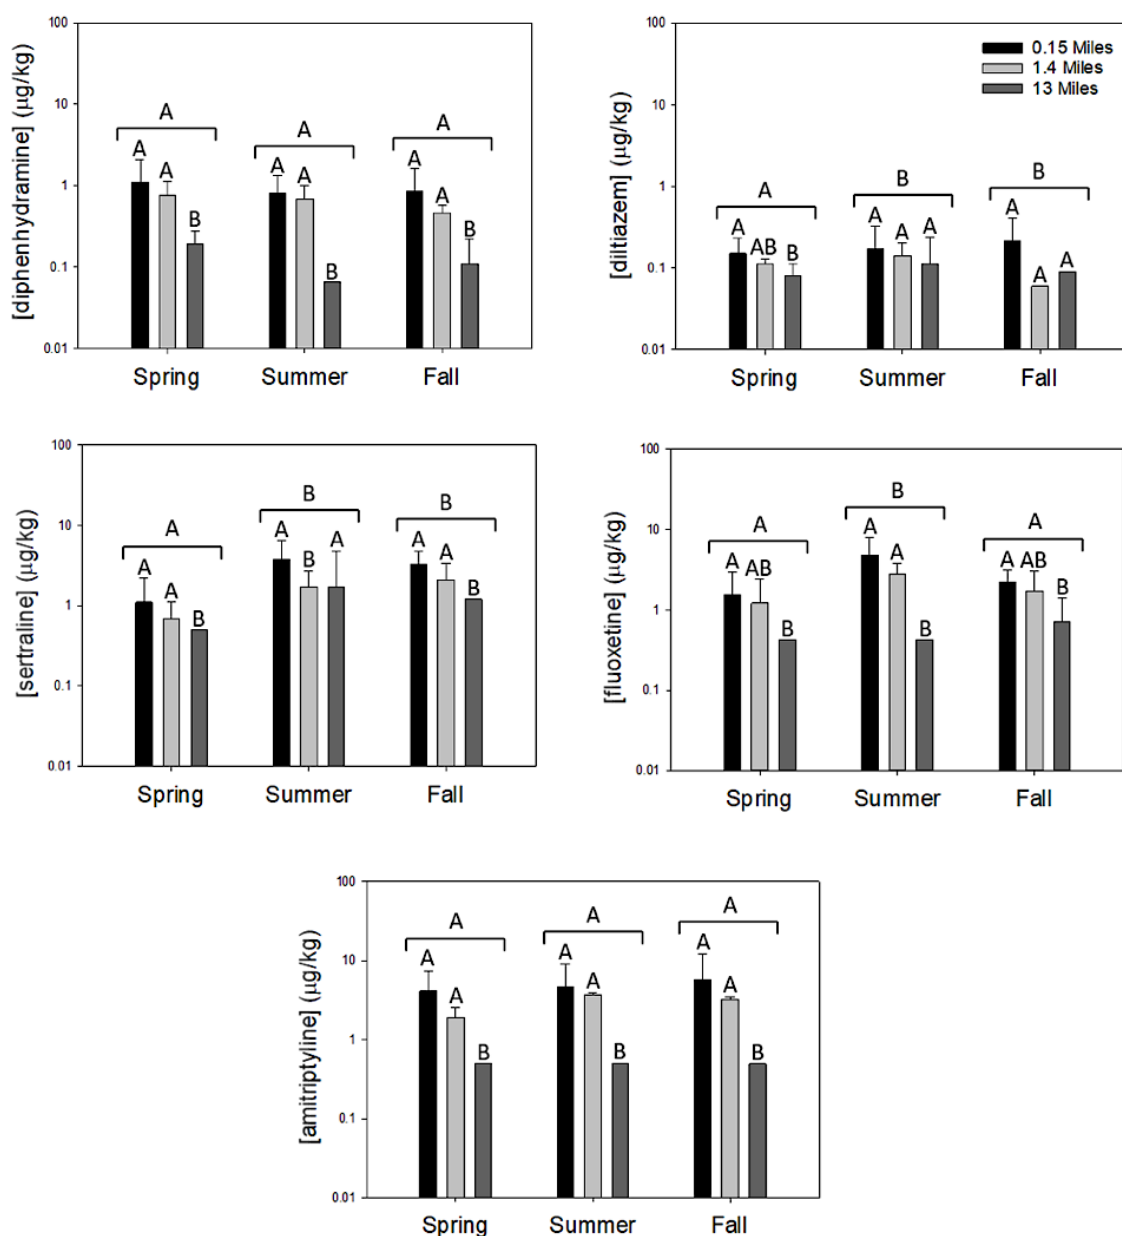 [diphenhydramine] (µg/kg)
100
10
1
0.1
0.01
A
A
A
B
A
A
A
B
A
A
A
B
Spring
Summer
Fall
[diltiazem] (µg/kg)
100
10
1
0.1
0.01
0.15 Miles
1.4 Miles
13 Miles
A
A
AB
B
B
A
A
A
B
A
A
A
Spring
Summer
Fall
[sertraline] (µg/kg)
100
10
1
0.1
0.01
A
A
A
B
B
A
B
A
B
A
A
B
Spring
Summer
Fall
[fluoxetine] (µg/kg)
100
10
1
0.1
0.01
A
A
AB
B
B
A
A
B
A
A
AB
B
Spring
Summer
Fall
[amitriptyline] (µg/kg)
100
10
1
0.1
0.01
A
A
A
B
A
A
A
B
A
A
A
B
Spring
Summer
Fall